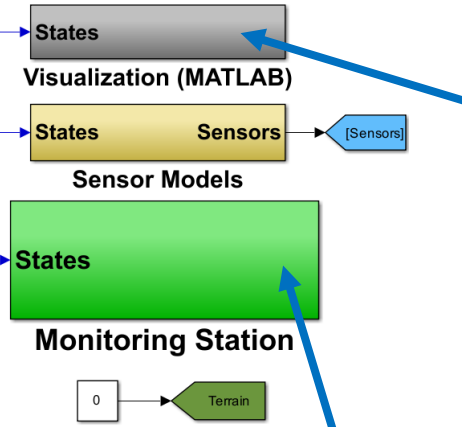 States
Visualization (MATLAB)
States Sensors [Sensors]
Sensor Models
States
Monitoring Station
0 Terrain